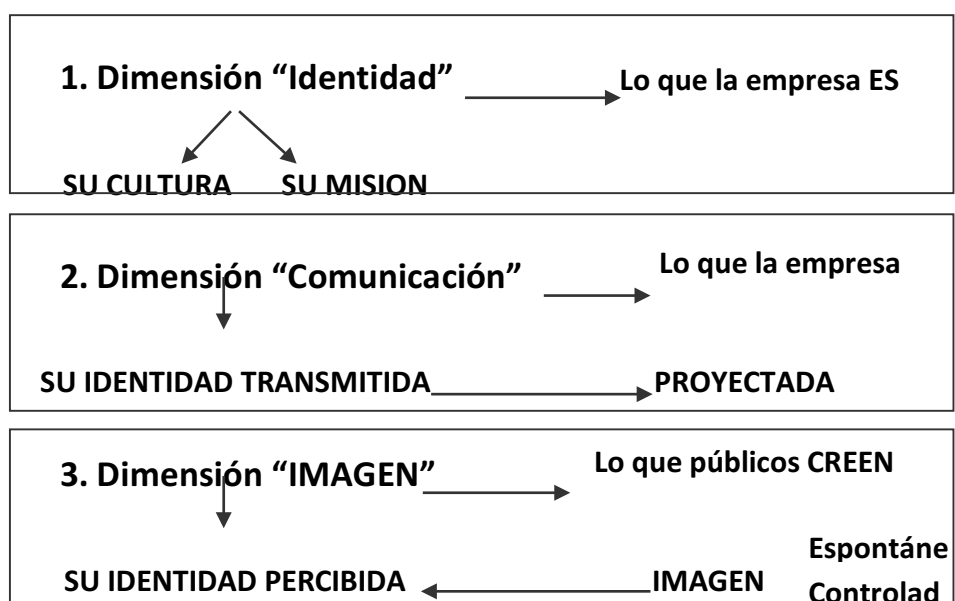 1. Dimensión “Identidad” Lo que la empresa ES
SU CULTURA SU MISION
2. Dimensión “Comunicación” Lo que la empresa
SU IDENTIDAD TRANSMITIDA PROYECTADA
3. Dimensión “IMAGEN” Lo que públicos CREEN
Espontáne
SU IDENTIDAD PERCIBIDA IMAGEN
Controlad